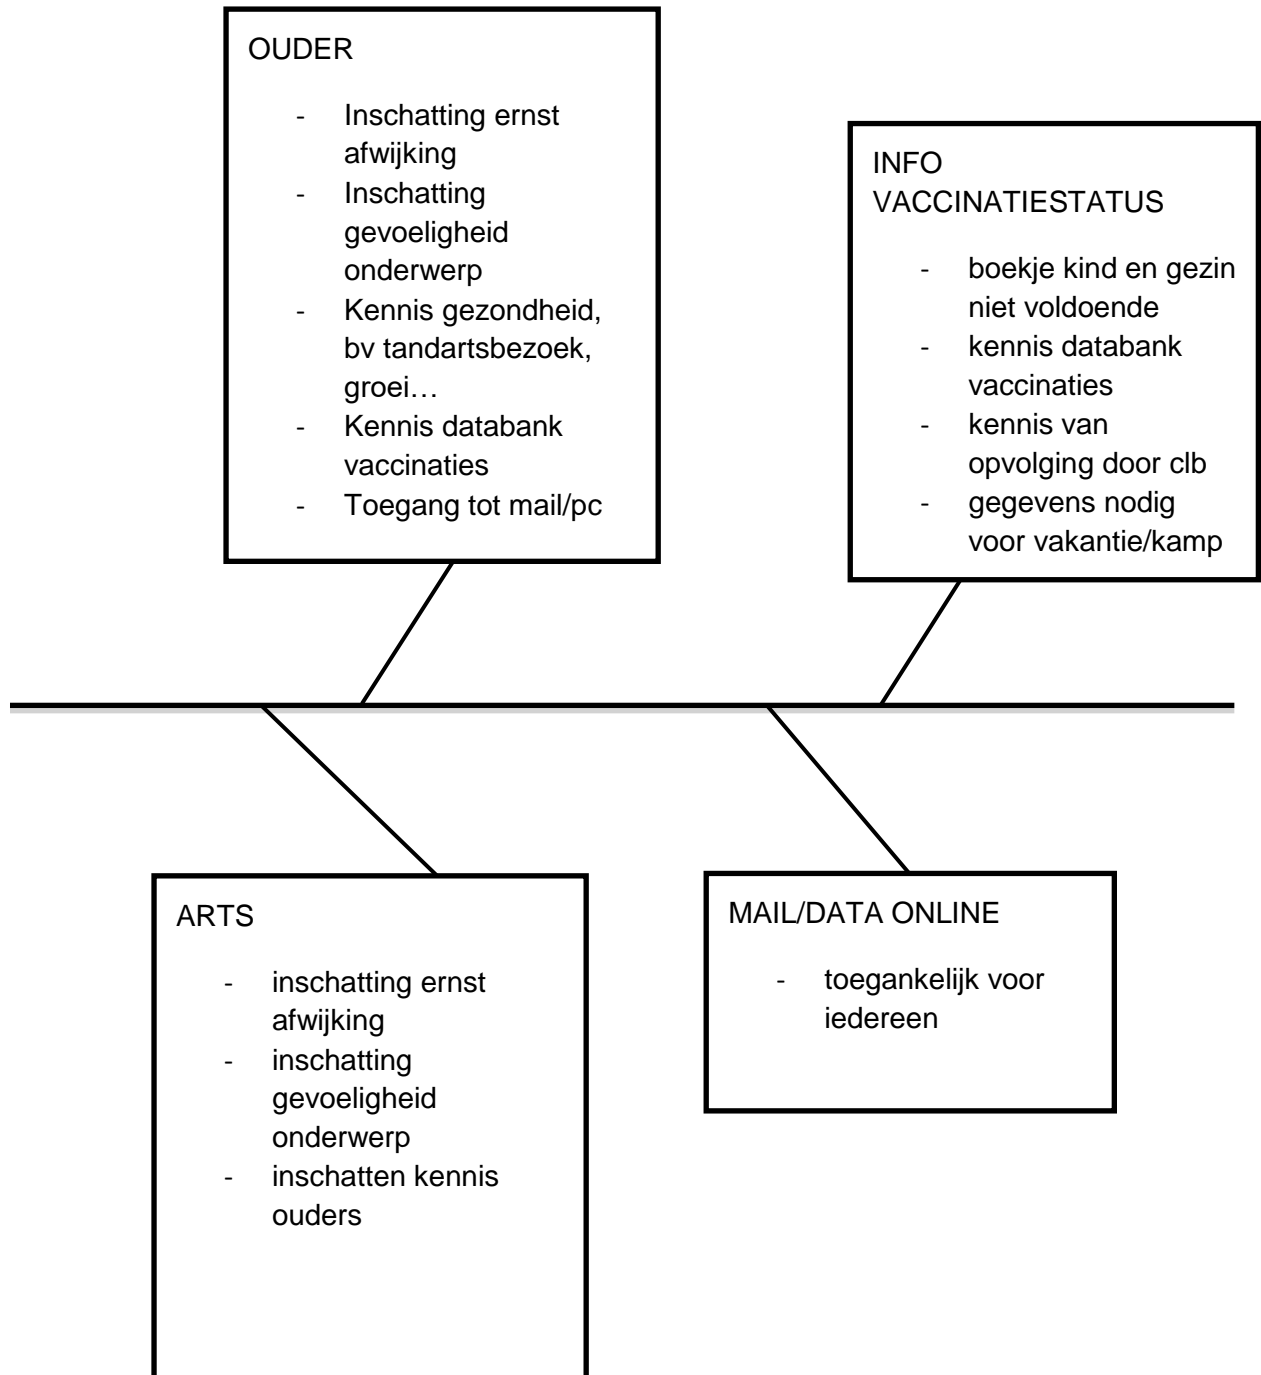 OUDER
- Inschatting ernst
afwijking
- Inschatting
gevoeligheid
onderwerp
- Kennis gezondheid,
bv tandartsbezoek,
groei…
- Kennis databank
vaccinaties
- Toegang tot mail/pc
INFO
VACCINATIESTATUS
- boekje kind en gezin
niet voldoende
- kennis databank
vaccinaties
- kennis van
opvolging door clb
- gegevens nodig
voor vakantie/kamp
ARTS
- inschatting ernst
afwijking
- inschatting
gevoeligheid
onderwerp
- inschatten kennis
ouders
MAIL/DATA ONLINE
- toegankelijk voor
iedereen